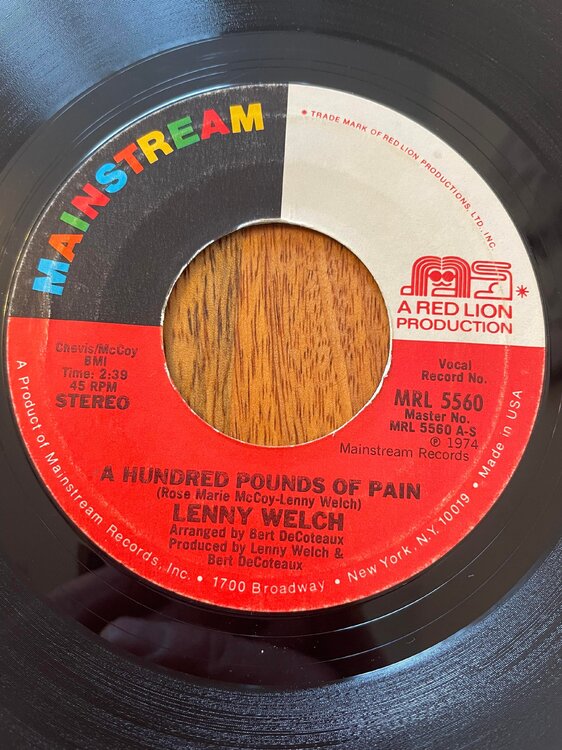 MAINSTREAM
* TRADE MARK OF RED LION PRODUCTIONS, LTD., INC.
A RED LION
PRODUCTION
*
Chevis/McCoy
BMI
Time: 2:39
45 RPM
STEREO
Vocal
Record No.
MRL 5560
Master No.
MRL 5560 A-S
℗ 1974
Mainstream Records
A HUNDRED POUNDS OF PAIN
(Rose Marie McCoy-Lenny Welch)
LENNY WELCH
Arranged by Bert DeCoteaux
Produced by Lenny Welch &
Bert DeCoteaux
A Product of Mainstream Records, Inc. • 1700 Broadway • New York, N.Y. 10019 • Made in USA